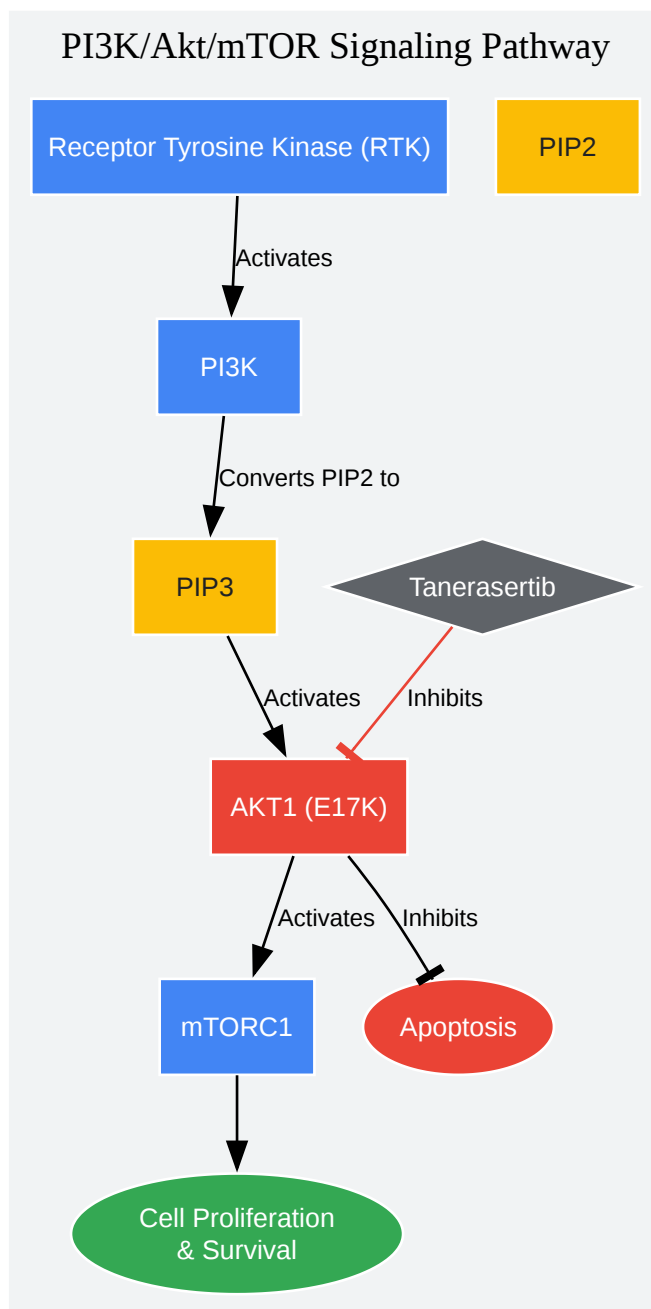 PI3K/Akt/mTOR Signaling Pathway
Receptor Tyrosine Kinase (RTK)
PIP2
Activates
PI3K
Converts PIP2 to
PIP3
Tanerasertib
Activates
Inhibits
AKT1 (E17K)
Activates
Inhibits
mTORC1
Apoptosis
Cell Proliferation
& Survival